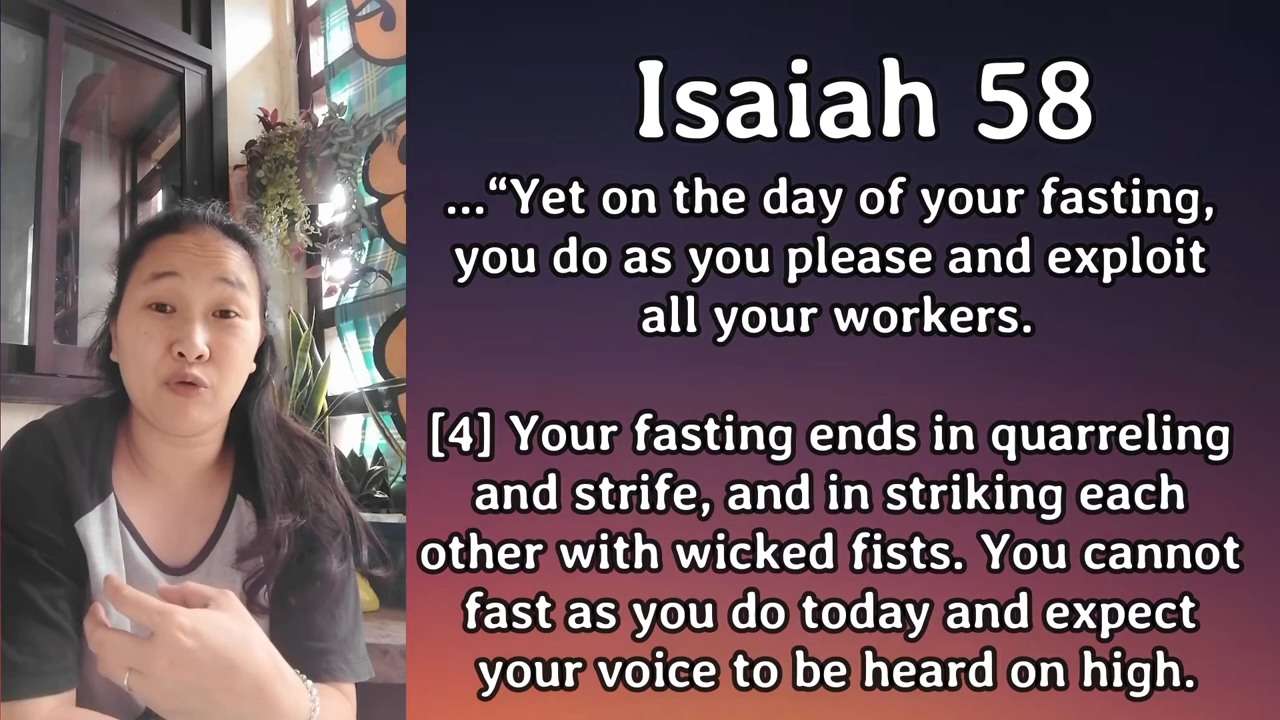 Isaiah 58
...“Yet on the day of your fasting,
you do as you please and exploit
all your workers.
[4] Your fasting ends in quarreling
and strife, and in striking each
other with wicked fists. You cannot
fast as you do today and expect
your voice to be heard on high.